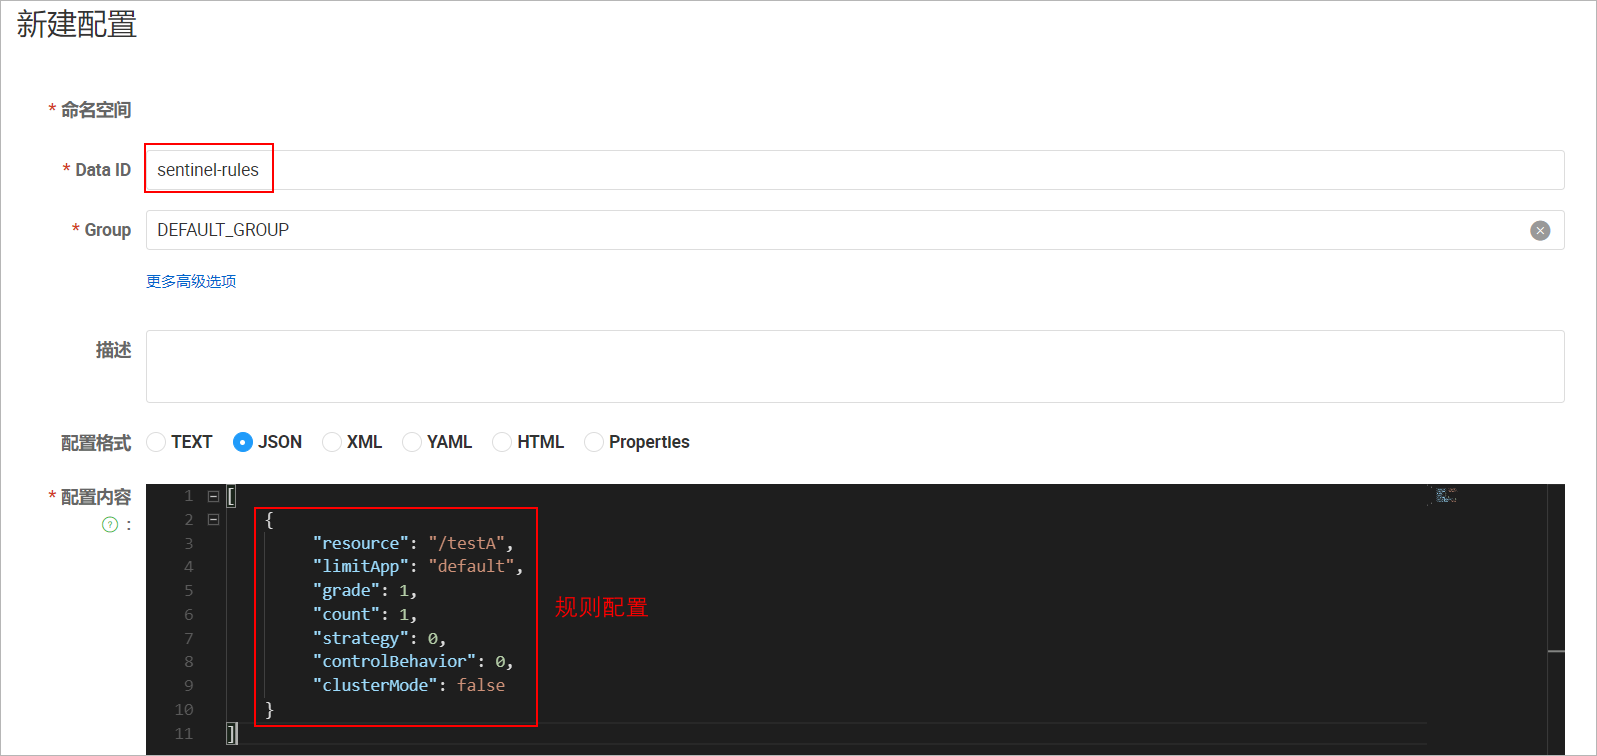 新建配置
* 命名空间
* Data ID sentinel-rules
* Group DEFAULT_GROUP
更多高级选项
描述
配置格式 TEXT JSON XML YAML HTML Properties
* 配置内容
? :
1 [
2 {
3 "resource": "/testA",
4 "limitApp": "default",
5 "grade": 1,
6 "count": 1,
规则配置
7 "strategy": 0,
8 "controlBehavior": 0,
9 "clusterMode": false
10 }
11 ]